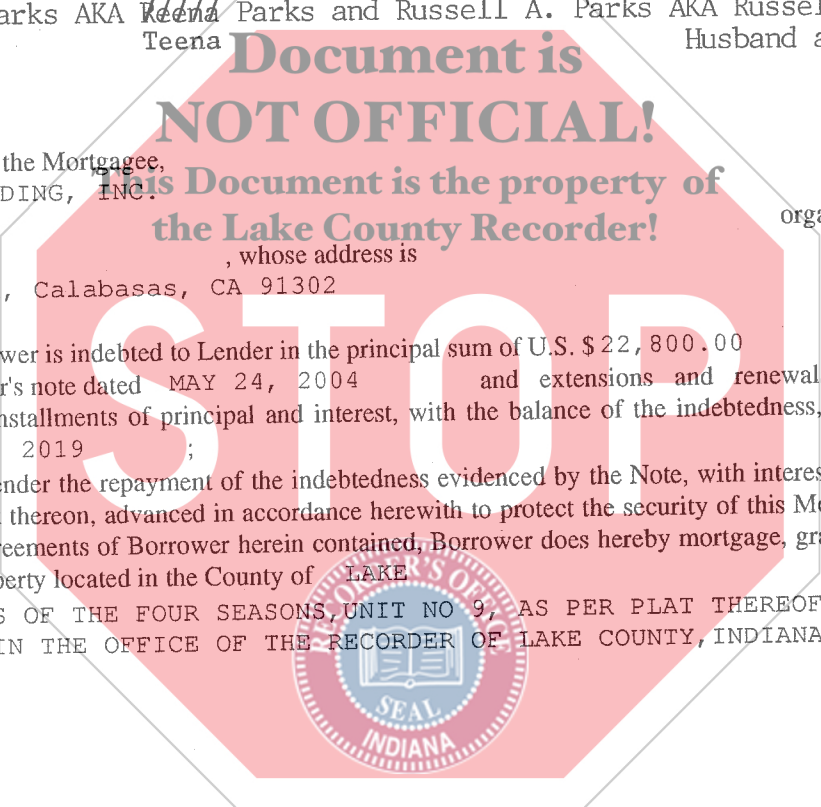 arks AKA Keena Parks and Russell A. Parks AKA Russel
Teena Husband a
Document is
NOT OFFICIAL!
the Mortgagee,
This Document is the property of
DING, INC.
orga
the Lake County Recorder!
, whose address is
, Calabasas, CA 91302
STOP
wer is indebted to Lender in the principal sum of U.S. $ 22,800.00
r's note dated MAY 24, 2004 and extensions and renewal
nstallments of principal and interest, with the balance of the indebtedness,
2019 ;
ender the repayment of the indebtedness evidenced by the Note, with interes
thereon, advanced in accordance herewith to protect the security of this Mo
reements of Borrower herein contained, Borrower does hereby mortgage, gra
perty located in the County of LAKE
S OF THE FOUR SEASONS,UNIT NO 9, AS PER PLAT THEREOF
IN THE OFFICE OF THE RECORDER OF LAKE COUNTY,INDIANA
RECORDER'S OFFICE
SEAL
INDIANA